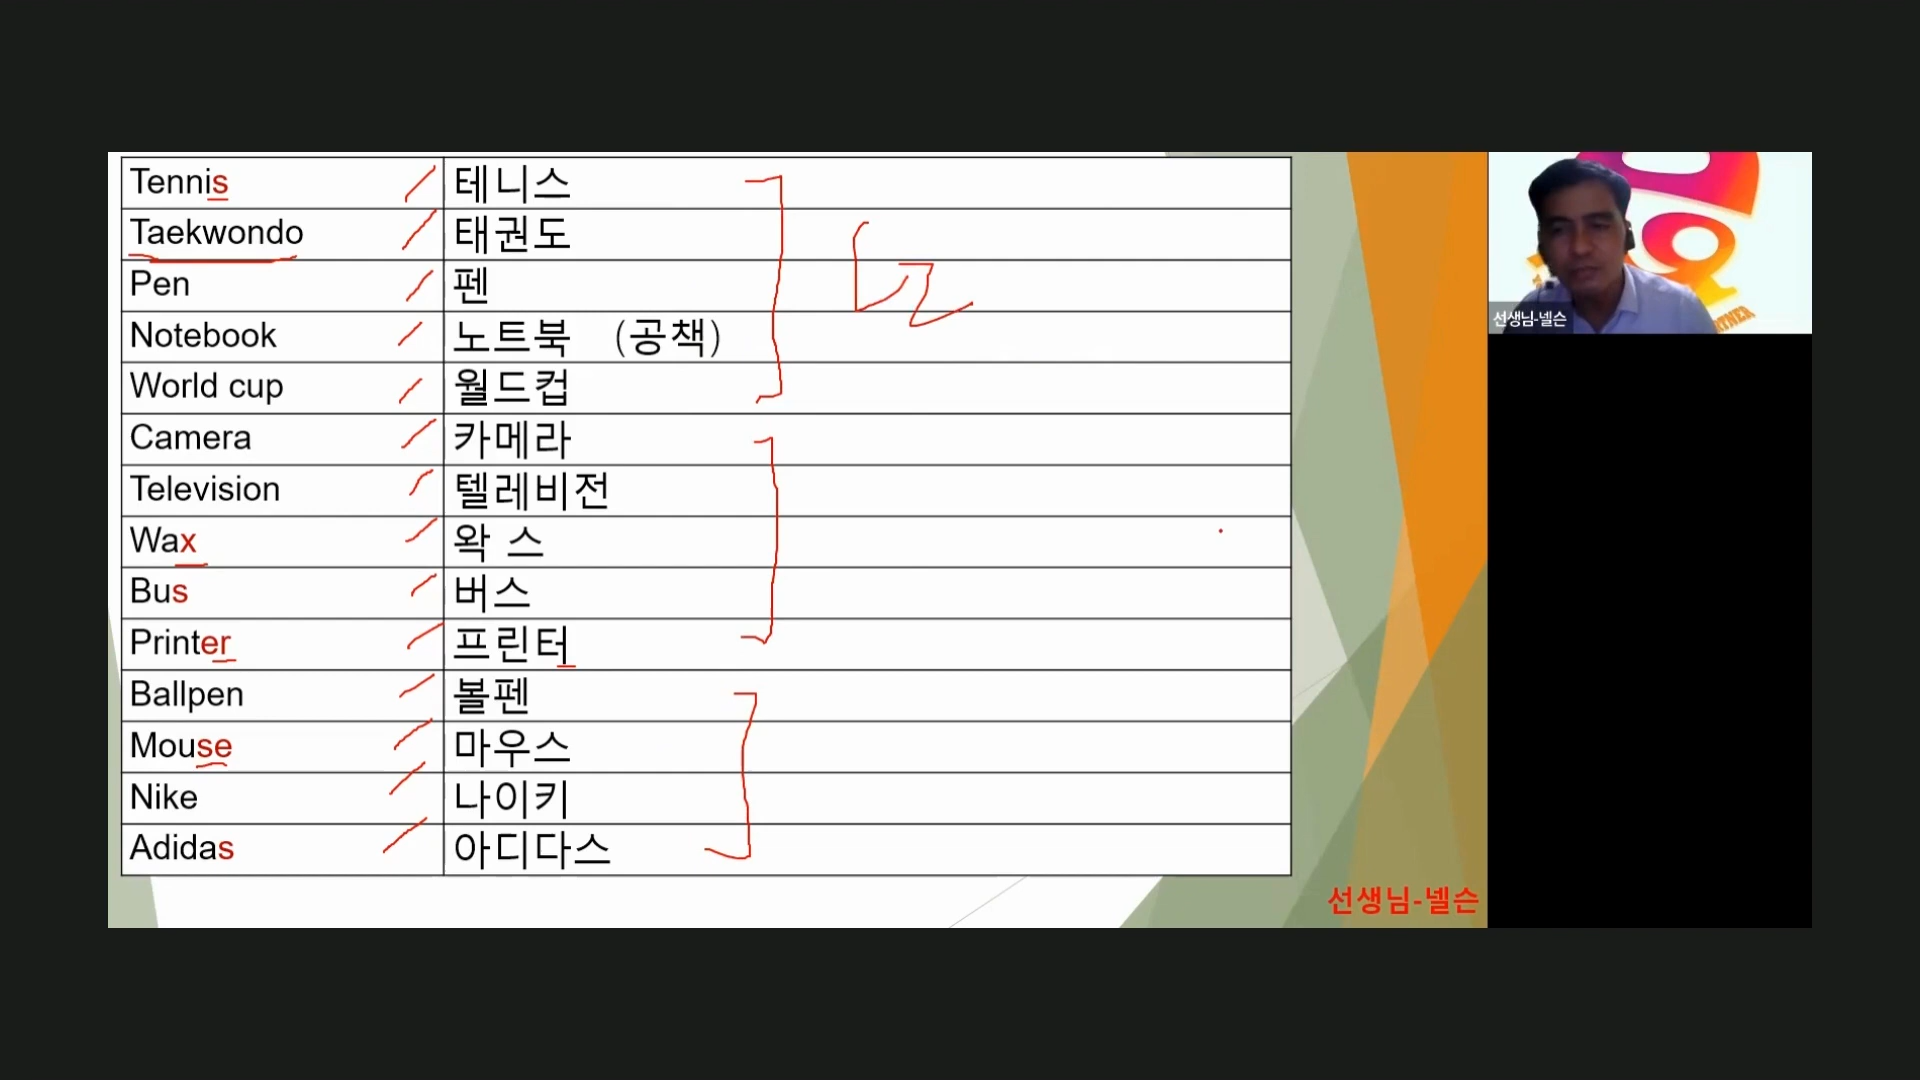 Tennis 테니스
Taekwondo 태권도
Pen 펜
Notebook 노트북 (공책)
World cup 월드컵
Camera 카메라
Television 텔레비전
Wax 왁 스
Bus 버스
Printer 프린터
Ballpen 볼펜
Mouse 마우스
Nike 나이키
Adidas 아디다스
선생님-넬슨
선생님-넬슨